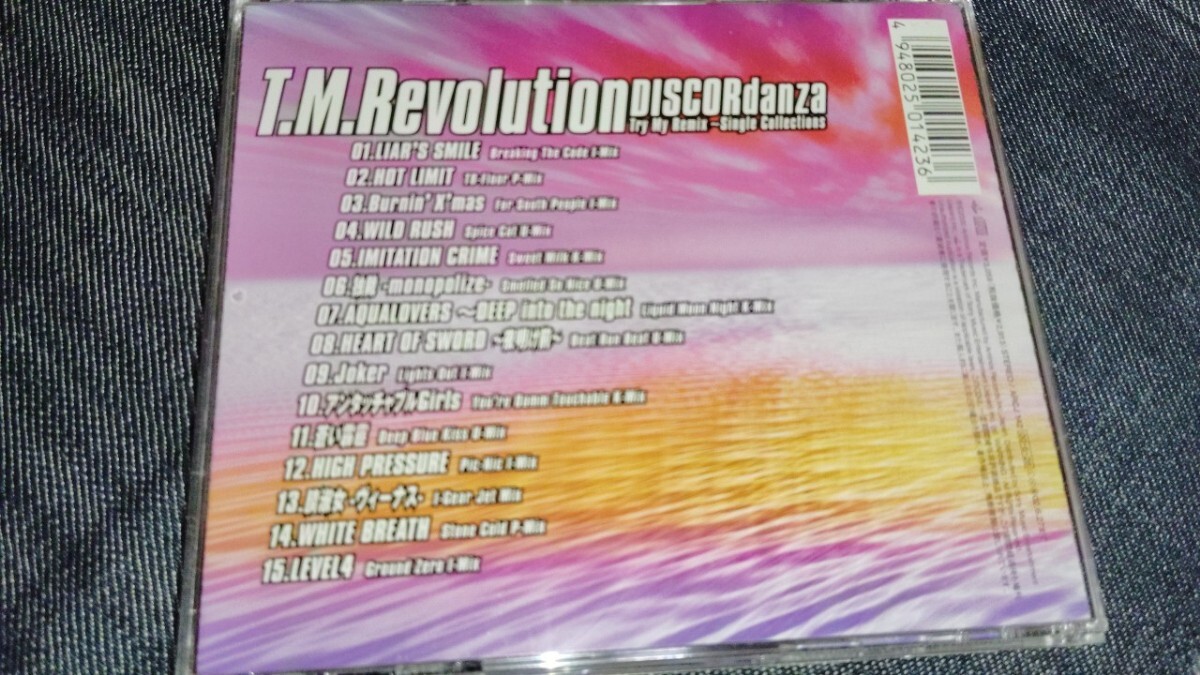 T.M.Revolution DISCORdanza
Try My Remix ~Single Collections
01.LIAR'S SMILE Breaking The Code I-Mix
02.HOT LIMIT TB-Floor P-Mix
03.Burnin' X'mas For South People I-Mix
04.WILD RUSH Spice Cut U-Mix
05.IMITATION CRIME Sweet Milk K-Mix
06.独裁 -monopolize- Smelled So Nice U-Mix
07.AQUALOVERS ～DEEP into the night Liquid Moon Night K-Mix
08.HEART OF SWORD ～夜明け前～ Beat Run Beat U-Mix
09.Joker Lights Out I-Mix
10.アンタッチャブルGirls You're Damn Touchable K-Mix
11.蒼い霹靂 Deep Blue Kiss U-Mix
12.HIGH PRESSURE Pic-Nic I-Mix
13.臍淑女 -ヴィーナス- I-Gear Jet Mix
14.WHITE BREATH Stone Cold P-Mix
15.LEVEL4 Ground Zero I-Mix
4 948025 014236